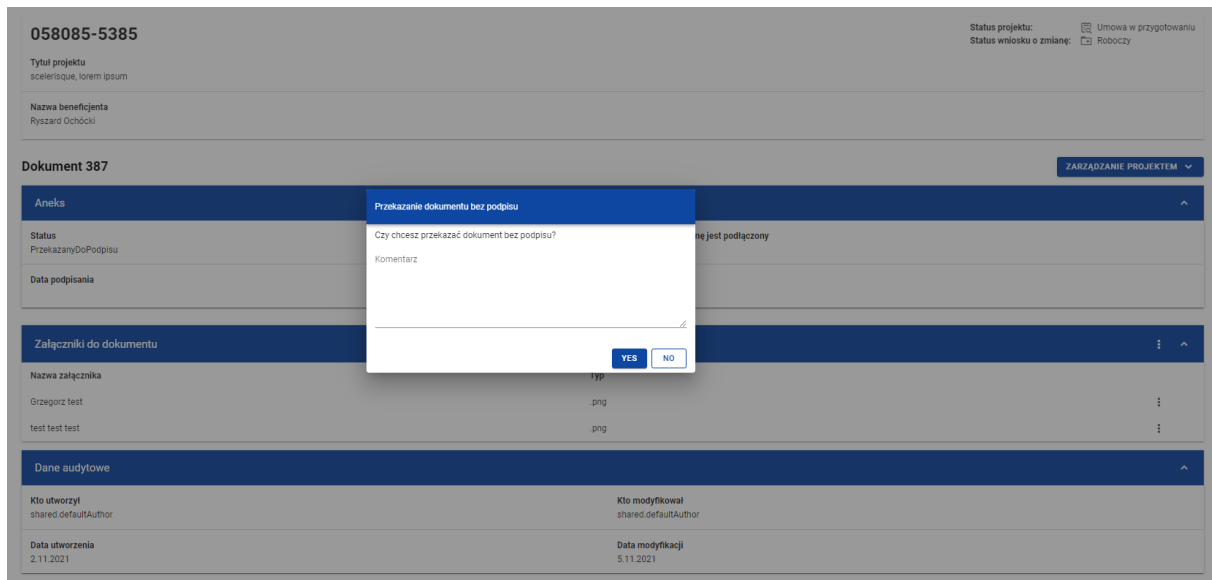 058085-5385
Status projektu: Umowa w przygotowaniu
Status wniosku o zmianę: Roboczy
Tytuł projektu
scelerisque, lorem ipsum
Nazwa beneficjenta
Ryszard Ochócki
Dokument 387
ZARZĄDZANIE PROJEKTEM
Aneks
Status
PrzekazanyDoPodpisu
nę jest podłączony
Data podpisania
Przekazanie dokumentu bez podpisu
Czy chcesz przekazać dokument bez podpisu?
Komentarz
YES NO
Załączniki do dokumentu
Nazwa załącznika Typ
Grzegorz test .png
test test test .png
Dane audytowe
Kto utworzył Kto modyfikował
shared.defaultAuthor shared.defaultAuthor
Data utworzenia Data modyfikacji
2.11.2021 5.11.2021